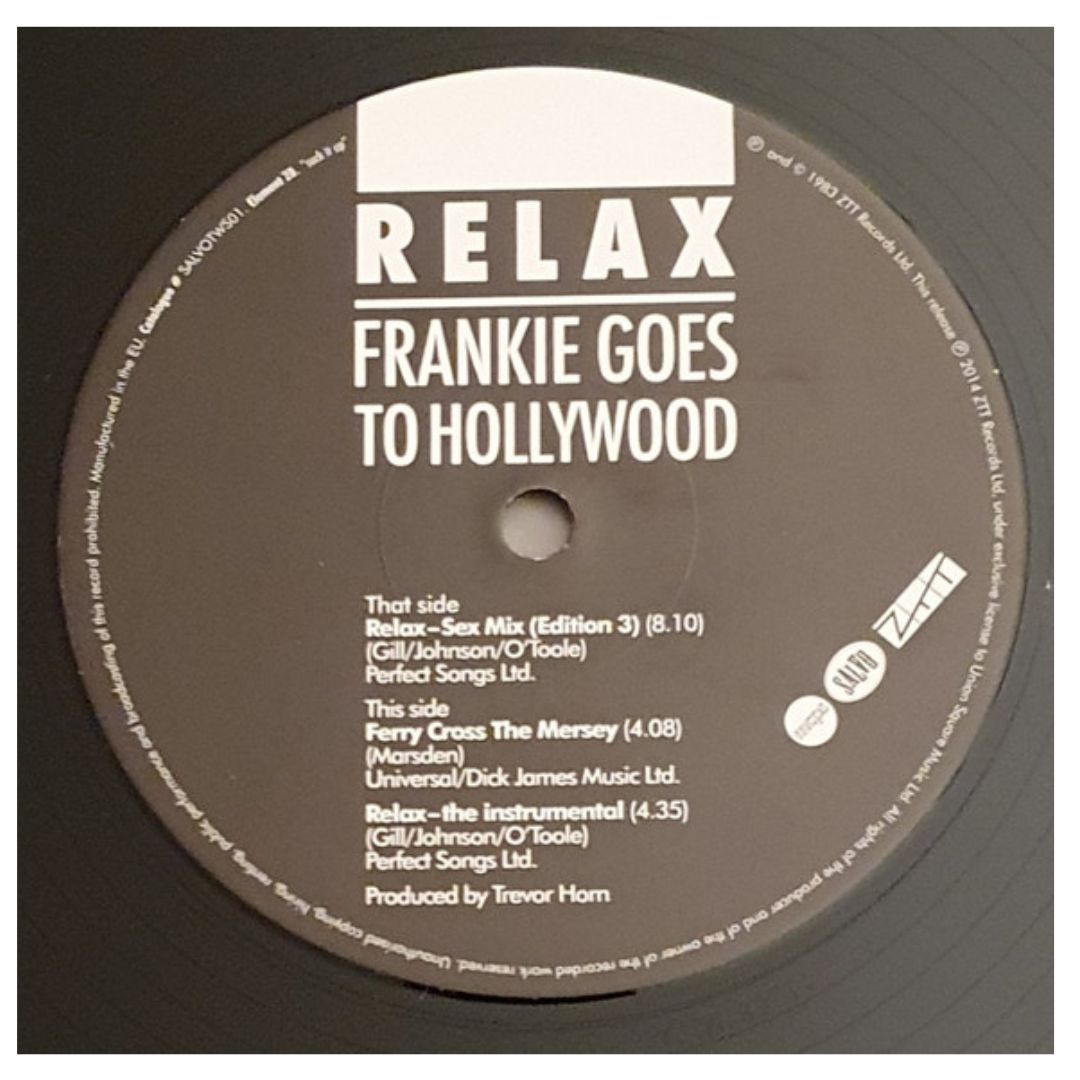 RELAX
FRANKIE GOES
TO HOLLYWOOD
That side
Relax–Sex Mix (Edition 3) (8.10)
(Gill/Johnson/O'Toole)
Perfect Songs Ltd.
This side
Ferry Cross The Mersey (4.08)
(Marsden)
Universal/Dick James Music Ltd.
Relax–the instrumental (4.35)
(Gill/Johnson/O'Toole)
Perfect Songs Ltd.
Produced by Trevor Horn
ZTT
SALVO
℗ and © 1983 ZTT Records Ltd. This release ℗ 2014 ZTT Records Ltd, under exclusive license to Union Square Music Ltd. All rights of the producer and of the owner of the recorded work reserved. Unauthorised copying, hiring, renting, public performance and broadcasting of this record prohibited. Manufactured in the EU. Catalogue # SALVOTWS01. Element 28. "suck it up"